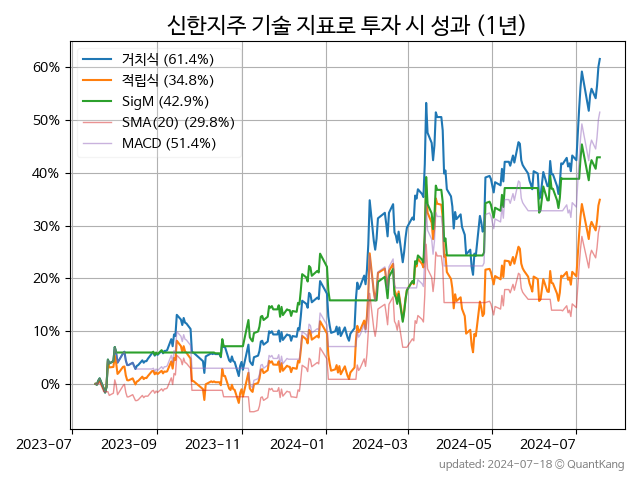 신한지주 기술 지표로 투자 시 성과 (1년)
거치식 (61.4%)
적립식 (34.8%)
SigM (42.9%)
SMA(20) (29.8%)
MACD (51.4%)
60%
50%
40%
30%
20%
10%
0%
2023-07 2023-09 2023-11 2024-01 2024-03 2024-05 2024-07
updated: 2024-07-18 © QuantKang